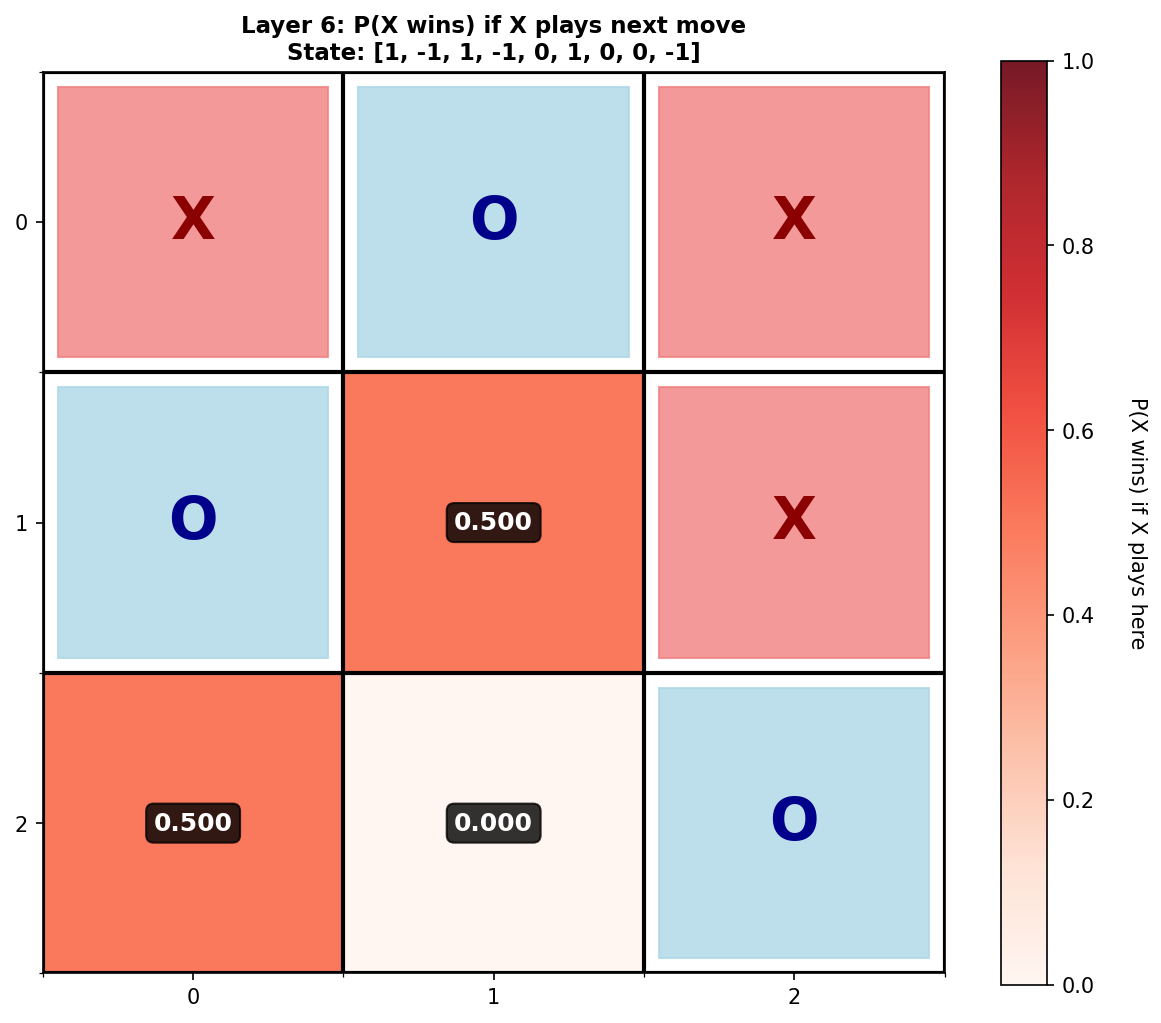 Layer 6: P(X wins) if X plays next move
State: [1, -1, 1, -1, 0, 1, 0, 0, -1]
0
X
O
X
1
O
0.500
X
2
0.500
0.000
O
0
1
2
1.0
0.8
0.6
0.4
0.2
0.0
P(X wins) if X plays here